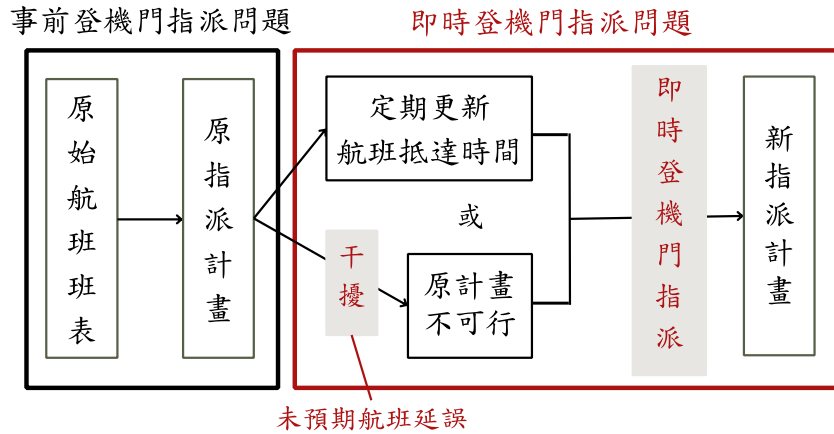 事前登機門指派問題
即時登機門指派問題
原始航班班表
原指派計畫
定期更新
航班抵達時間
或
干擾
原計畫
不可行
即時登機門指派
新指派計畫
未預期航班延誤